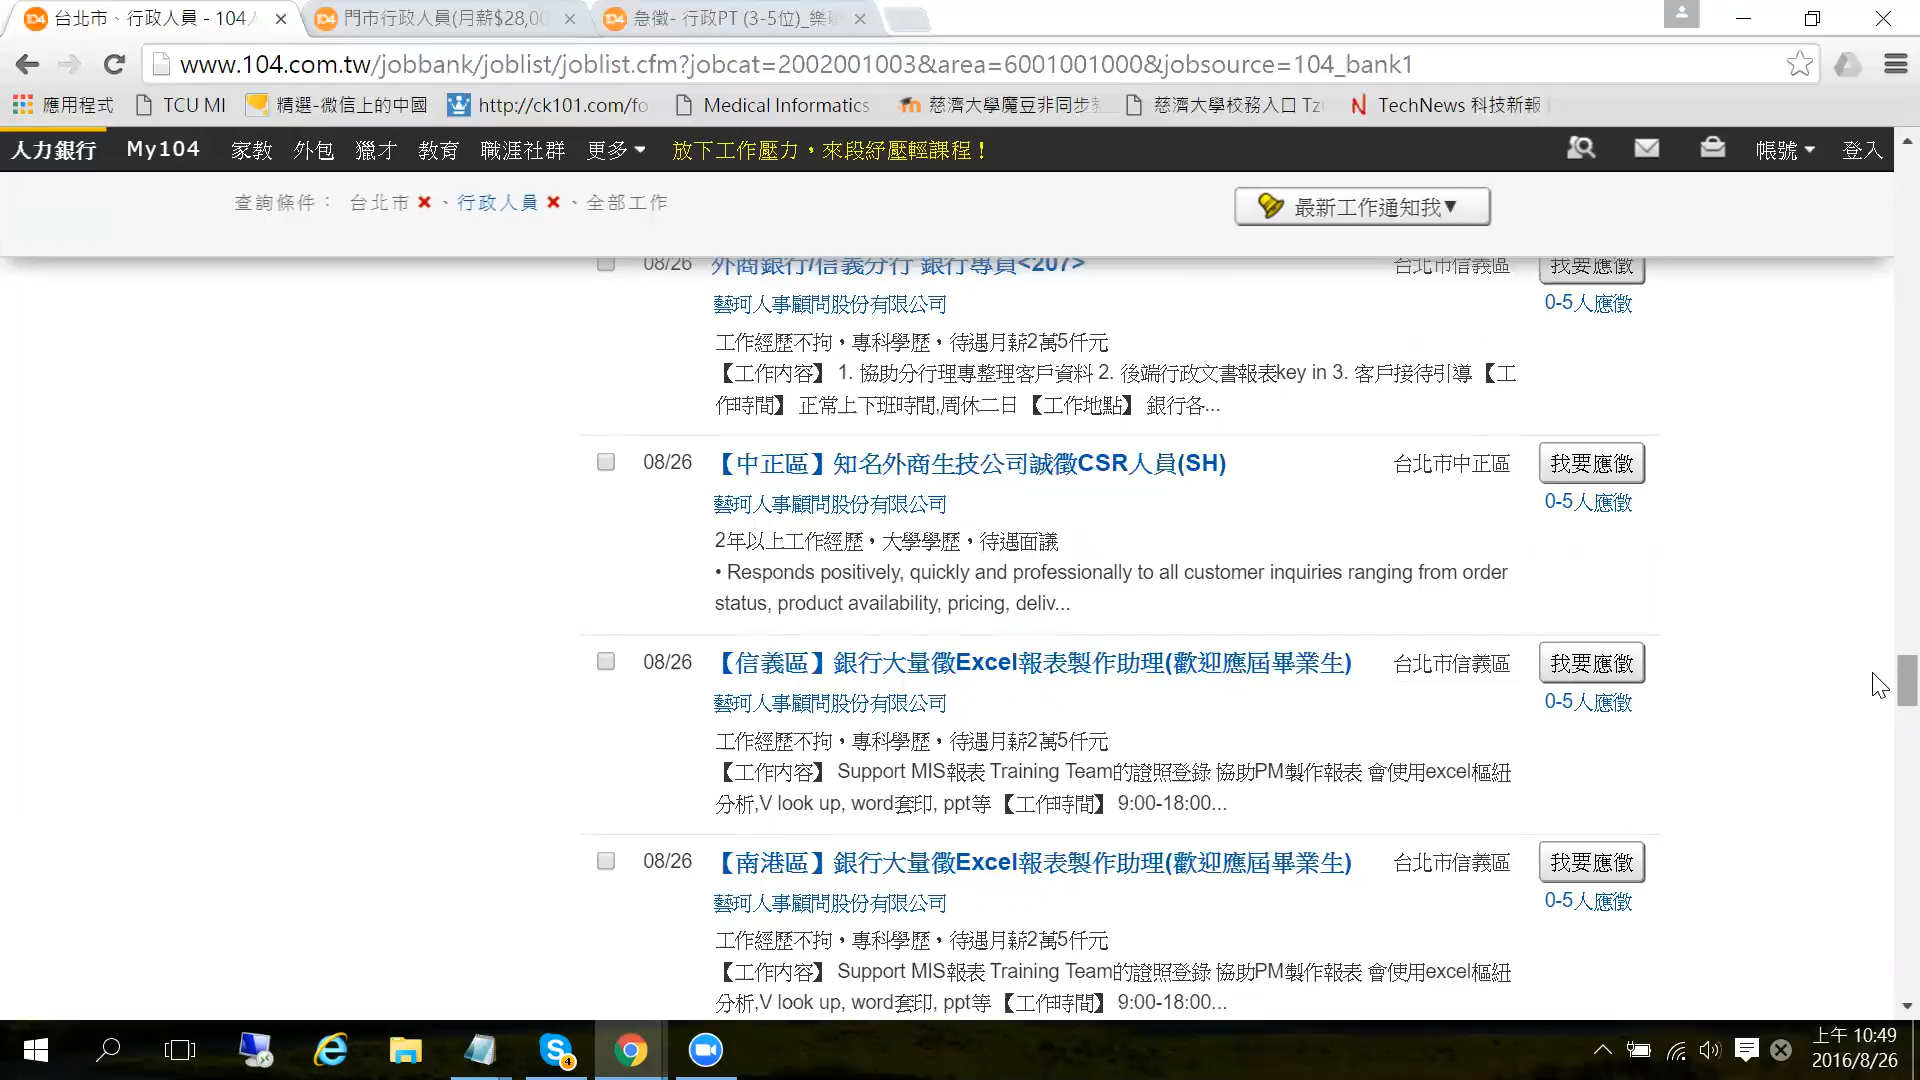 台北市、行政人員 - 104人
門市行政人員(月薪$28,00
急徵- 行政PT (3-5位)_樂
www.104.com.tw/jobbank/joblist/joblist.cfm?jobcat=2002001003&area=6001001000&jobsource=104_bank1
應用程式 TCU MI 精選-微信上的中國 http://ck101.com/fo Medical Informatics 慈濟大學魔豆非同步 慈濟大學校務入口 Tz TechNews 科技新報
人力銀行 My104 家教 外包 獵才 教育 職涯社群 更多 放下工作壓力，來段紓壓輕課程！ 帳號 登入
查詢條件： 台北市 ✖、行政人員 ✖、全部工作 最新工作通知我▼
08/26 外商銀行/信義分行 銀行專員<207> 台北市信義區 我要應徵
藝珂人事顧問股份有限公司 0-5人應徵
工作經歷不拘，專科學歷，待遇月薪2萬5仟元
【工作內容】 1. 協助分行理專整理客戶資料 2. 後端行政文書報表key in 3. 客戶接待引導 【工
作時間】 正常上下班時間,周休二日 【工作地點】 銀行各...
08/26 【中正區】知名外商生技公司誠徵CSR人員(SH) 台北市中正區 我要應徵
藝珂人事顧問股份有限公司 0-5人應徵
2年以上工作經歷，大學學歷，待遇面議
• Responds positively, quickly and professionally to all customer inquiries ranging from order
status, product availability, pricing, deliv...
08/26 【信義區】銀行大量徵Excel報表製作助理(歡迎應屆畢業生) 台北市信義區 我要應徵
藝珂人事顧問股份有限公司 0-5人應徵
工作經歷不拘，專科學歷，待遇月薪2萬5仟元
【工作內容】 Support MIS報表 Training Team的證照登錄 協助PM製作報表 會使用excel樞紐
分析,V look up, word套印, ppt等 【工作時間】 9:00-18:00...
08/26 【南港區】銀行大量徵Excel報表製作助理(歡迎應屆畢業生) 台北市信義區 我要應徵
藝珂人事顧問股份有限公司 0-5人應徵
工作經歷不拘，專科學歷，待遇月薪2萬5仟元
【工作內容】 Support MIS報表 Training Team的證照登錄 協助PM製作報表 會使用excel樞紐
分析,V look up, word套印, ppt等 【工作時間】 9:00-18:00...
4
上午 10:49
2016/8/26